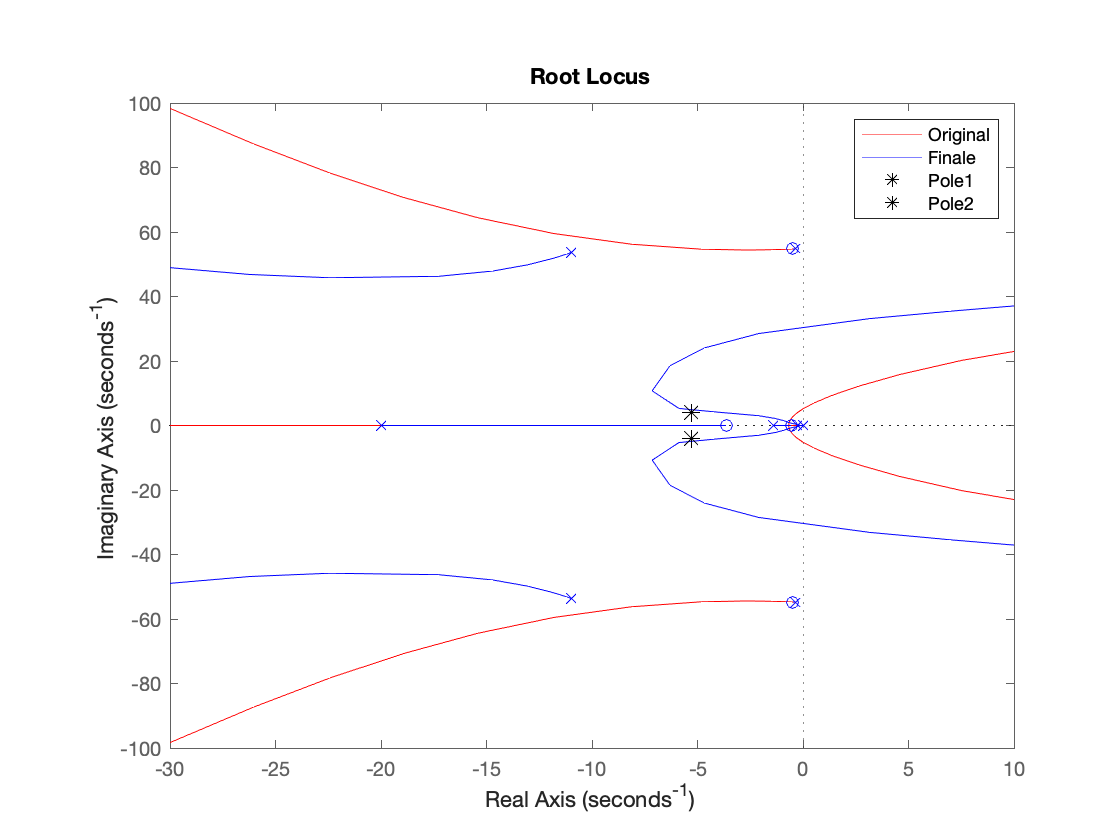 Root Locus
Original
Finale
Pole1
Pole2
100
80
60
40
20
0
-20
-40
-60
-80
-100
Imaginary Axis (seconds⁻¹)
-30 -25 -20 -15 -10 -5 0 5 10
Real Axis (seconds⁻¹)